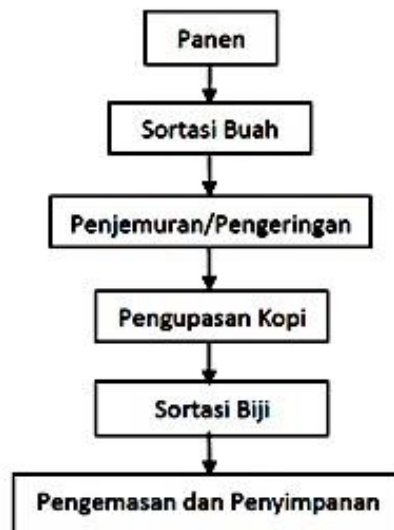 Panen
Sortasi Buah
Penjemuran/Pengeringan
Pengupasan Kopi
Sortasi Biji
Pengemasan dan Penyimpanan